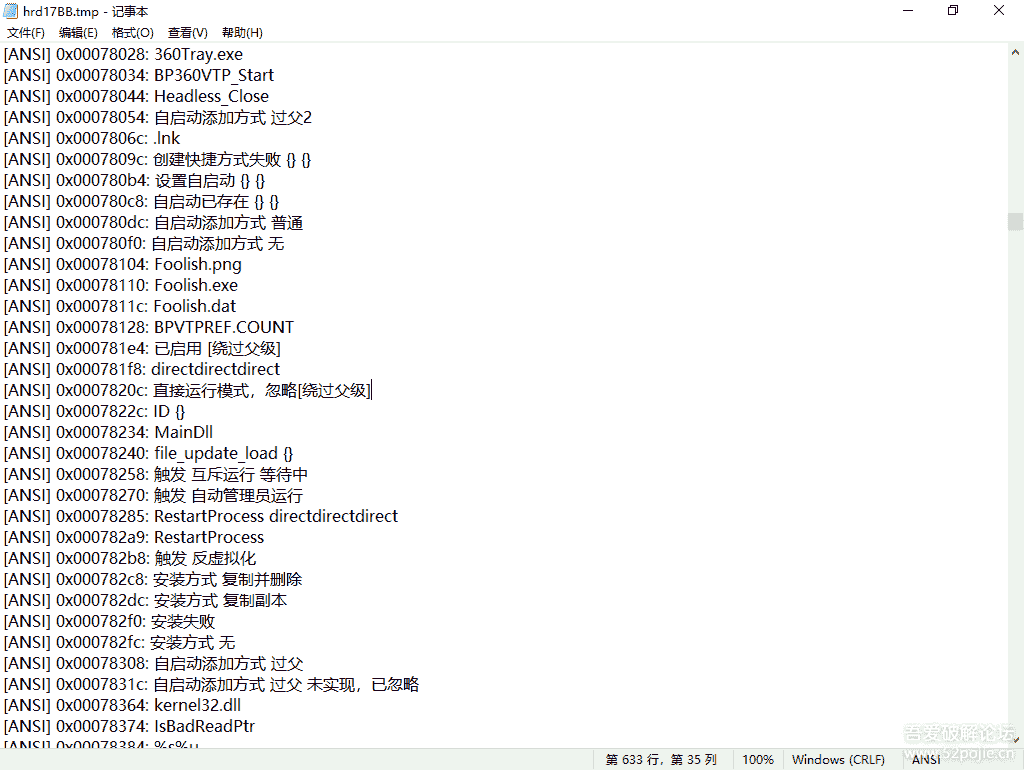 hrd17BB.tmp - 记事本
文件(F) 编辑(E) 格式(O) 查看(V) 帮助(H)
[ANSI] 0x00078028: 360Tray.exe
[ANSI] 0x00078034: BP360VTP_Start
[ANSI] 0x00078044: Headless_Close
[ANSI] 0x00078054: 自启动添加方式 过父2
[ANSI] 0x0007806c: .lnk
[ANSI] 0x0007809c: 创建快捷方式失败 {} {}
[ANSI] 0x000780b4: 设置自启动 {} {}
[ANSI] 0x000780c8: 自启动已存在 {} {}
[ANSI] 0x000780dc: 自启动添加方式 普通
[ANSI] 0x000780f0: 自启动添加方式 无
[ANSI] 0x00078104: Foolish.png
[ANSI] 0x00078110: Foolish.exe
[ANSI] 0x0007811c: Foolish.dat
[ANSI] 0x00078128: BPVTPREF.COUNT
[ANSI] 0x000781e4: 已启用 [绕过父级]
[ANSI] 0x000781f8: directdirectdirect
[ANSI] 0x0007820c: 直接运行模式，忽略[绕过父级]
[ANSI] 0x0007822c: ID {}
[ANSI] 0x00078234: MainDll
[ANSI] 0x00078240: file_update_load {}
[ANSI] 0x00078258: 触发 互斥运行 等待中
[ANSI] 0x00078270: 触发 自动管理员运行
[ANSI] 0x00078285: RestartProcess directdirectdirect
[ANSI] 0x000782a9: RestartProcess
[ANSI] 0x000782b8: 触发 反虚拟化
[ANSI] 0x000782c8: 安装方式 复制并删除
[ANSI] 0x000782dc: 安装方式 复制副本
[ANSI] 0x000782f0: 安装失败
[ANSI] 0x000782fc: 安装方式 无
[ANSI] 0x00078308: 自启动添加方式 过父
[ANSI] 0x0007831c: 自启动添加方式 过父 未实现，已忽略
[ANSI] 0x00078364: kernel32.dll
[ANSI] 0x00078374: IsBadReadPtr
[ANSI] 0x00078384: %s%u
吾爱破解论坛
www.52pojie.cn
第 633 行，第 35 列 100% Windows (CRLF) ANSI